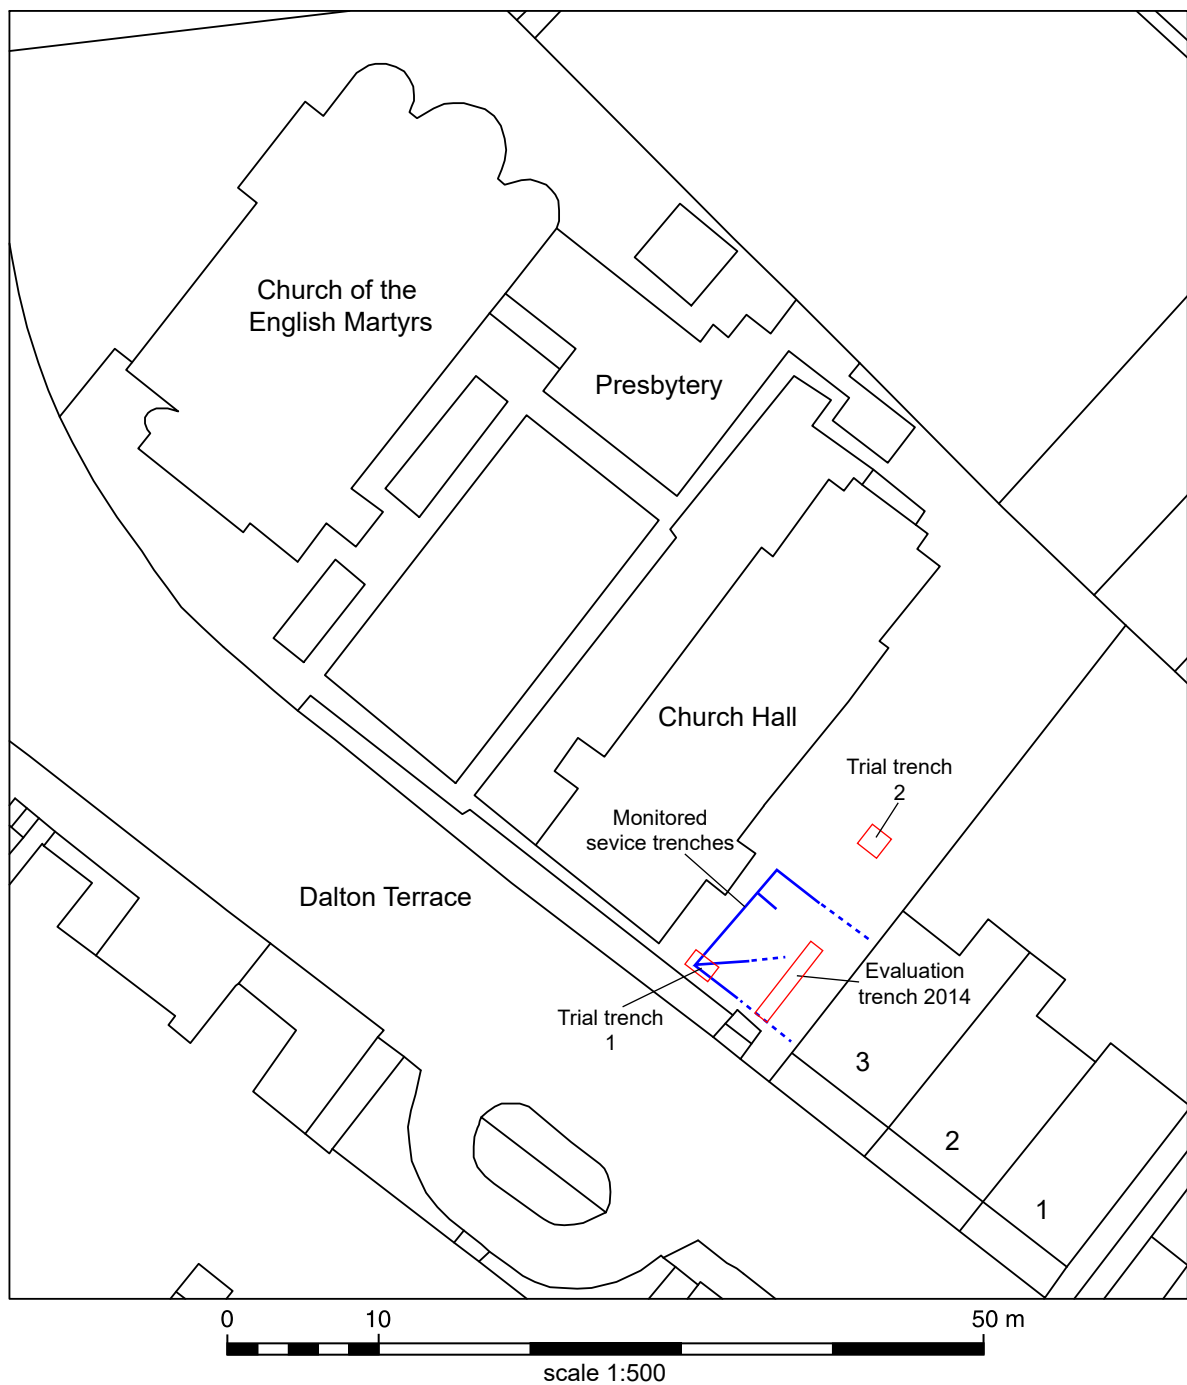 Church of the
English Martyrs
Presbytery
Church Hall
Trial trench
2
Monitored
sevice trenches
Dalton Terrace
Evaluation
trench 2014
Trial trench
1
3
2
1
0 10 50 m
scale 1:500